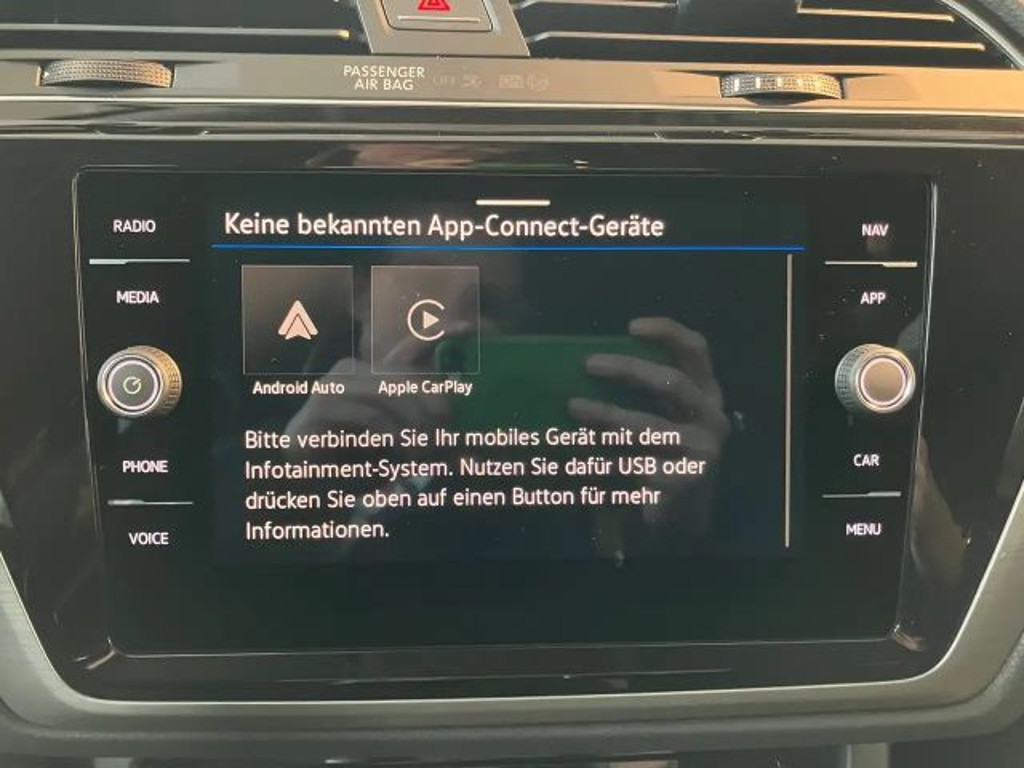 PASSENGER
AIR BAG
RADIO
MEDIA
PHONE
VOICE
Keine bekannten App-Connect-Geräte
Android Auto
Apple CarPlay
Bitte verbinden Sie Ihr mobiles Gerät mit dem
Infotainment-System. Nutzen Sie dafür USB oder
drücken Sie oben auf einen Button für mehr
Informationen.
NAV
APP
CAR
MENU